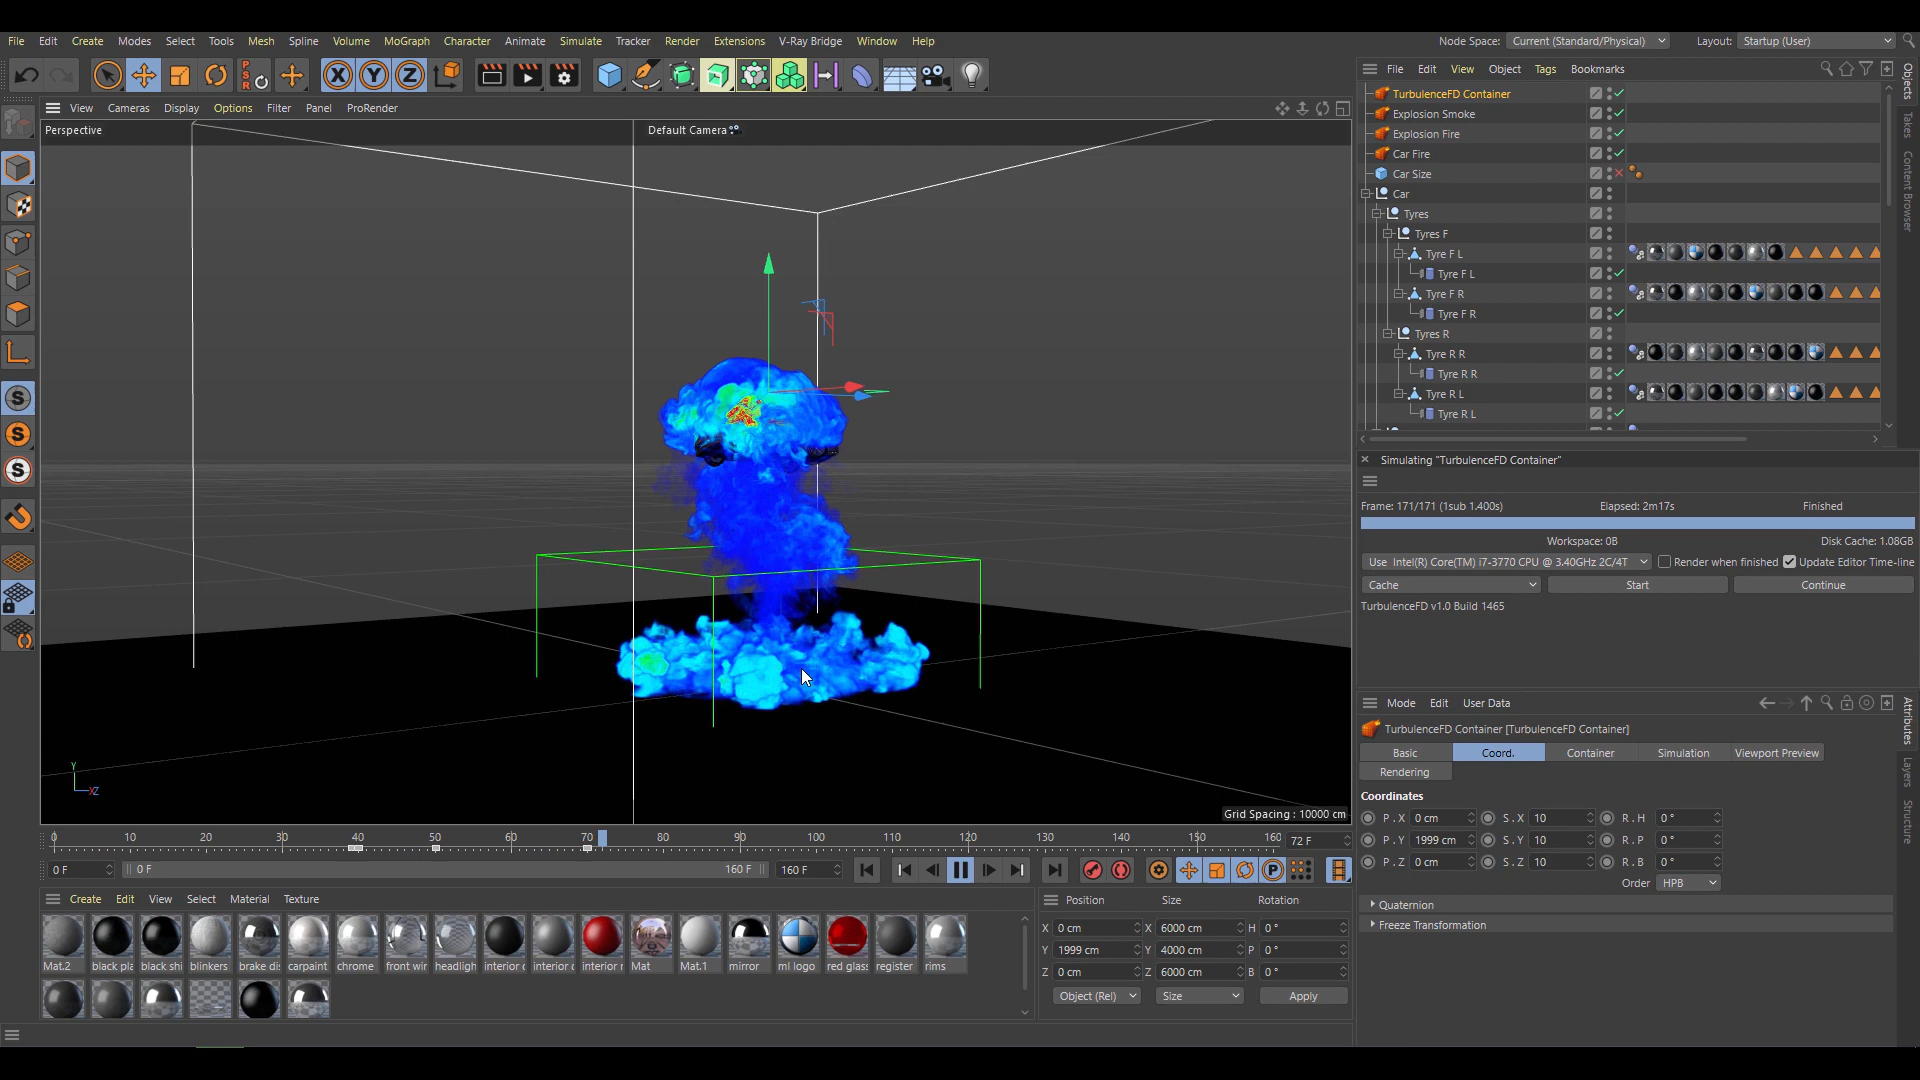 File Edit Create Modes Select Tools Mesh Spline Volume MoGraph Character Animate Simulate Tracker Render Extensions V-Ray Bridge Window Help
Node Space: Current (Standard/Physical) Layout: Startup (User)
File Edit View Object Tags Bookmarks
View Cameras Display Options Filter Panel ProRender
Perspective
Default Camera
TurbulenceFD Container
Explosion Smoke
Explosion Fire
Car Fire
Car Size
Car
Tyres
Tyres F
Tyre F L
Tyre F L
Tyre F R
Tyre F R
Tyres R
Tyre R R
Tyre R R
Tyre R L
Tyre R L
Objects
Takes
Content Browser
Simulating "TurbulenceFD Container"
Frame: 171/171 (1sub 1.400s) Elapsed: 2m17s Finished
Workspace: 0B Disk Cache: 1.08GB
Use Intel(R) Core(TM) i7-3770 CPU @ 3.40GHz 2C/4T Render when finished Update Editor Time-line
Cache Start Continue
TurbulenceFD v1.0 Build 1465
Mode Edit User Data
TurbulenceFD Container [TurbulenceFD Container]
Basic Coord. Container Simulation Viewport Preview
Rendering
Coordinates
P . X 0 cm S . X 10 R . H 0 °
P . Y 1999 cm S . Y 10 R . P 0 °
P . Z 0 cm S . Z 10 R . B 0 °
Order HPB
Quaternion
Freeze Transformation
Attributes
Layers
Structure
Y
XZ
Grid Spacing : 10000 cm
0 10 20 30 40 50 60 70 80 90 100 110 120 130 140 150 160 72 F
0 F 0 F 160 F 160 F
Create Edit View Select Material Texture
Mat.2 black pla black shi blinkers brake di carpaint chrome front wir headligh interior c interior c interior r Mat Mat.1 mirror ml logo red glass register rims
Position Size Rotation
X 0 cm X 6000 cm H 0 °
Y 1999 cm Y 4000 cm P 0 °
Z 0 cm Z 6000 cm B 0 °
Object (Rel) Size Apply